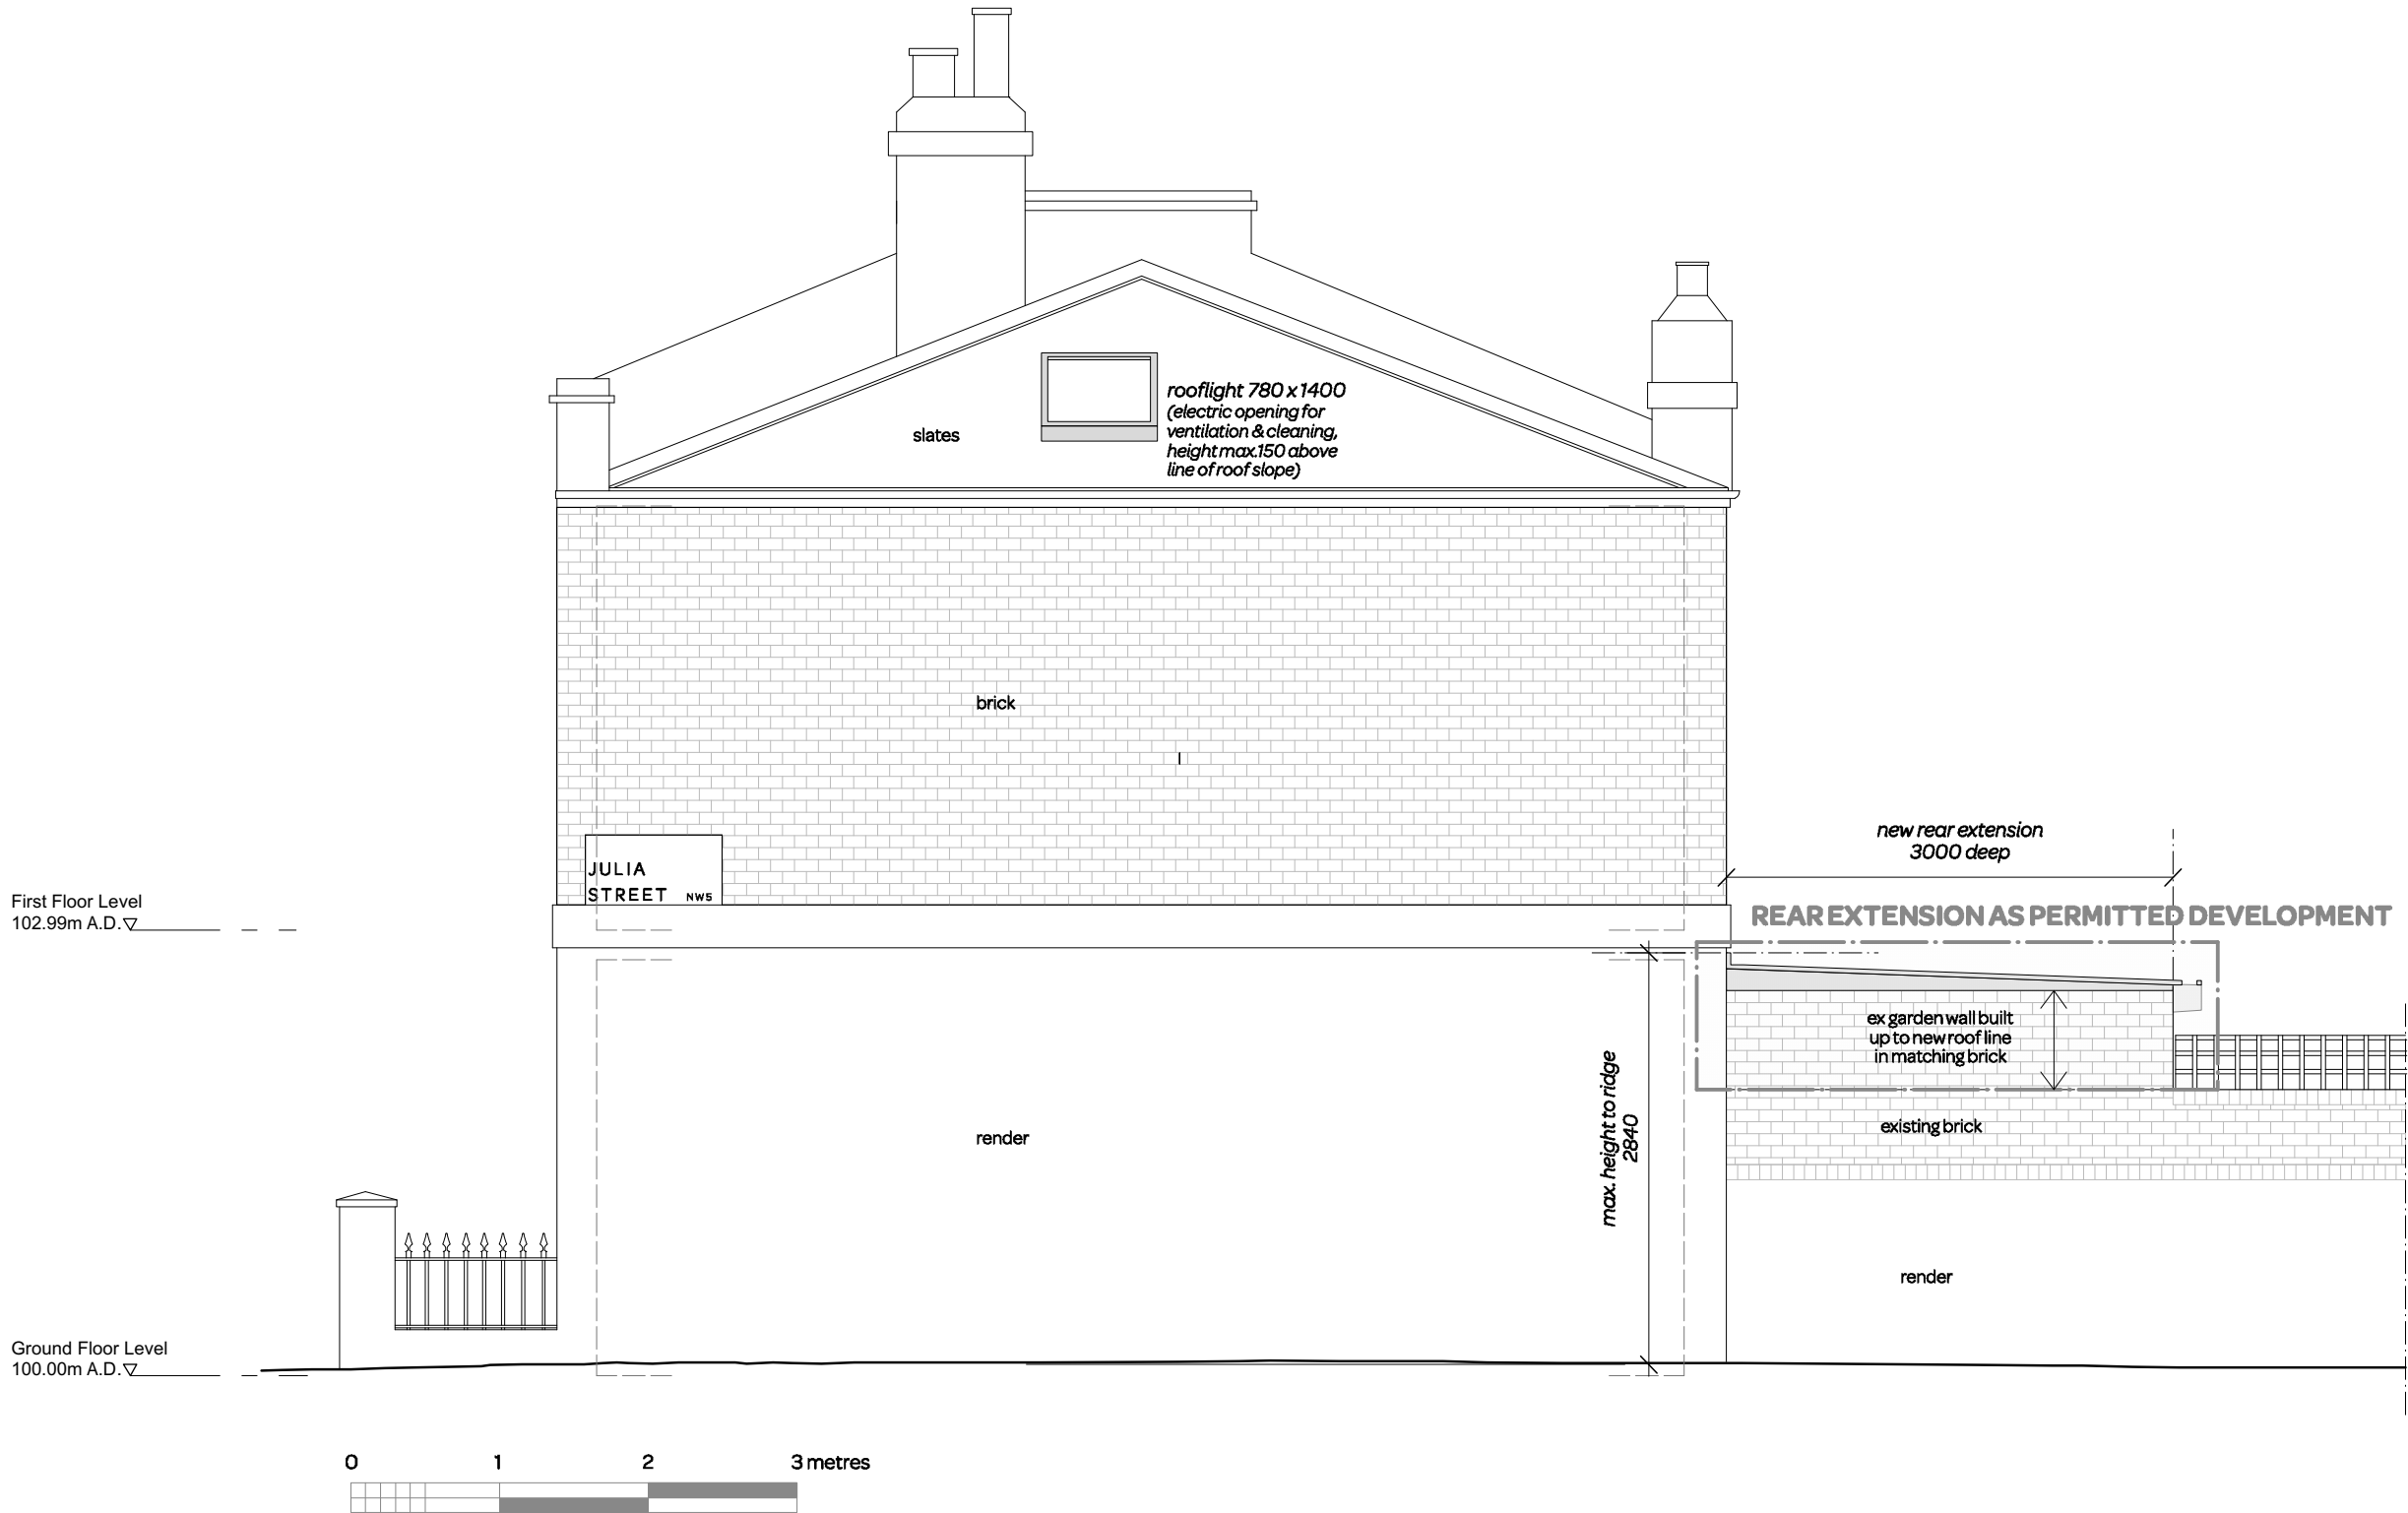 rooflight 780 x 1400
(electric opening for
ventilation & cleaning,
height max.150 above
line of roof slope)
slates
brick
new rear extension
3000 deep
JULIA
STREET NW5
First Floor Level
102.99m A.D.
REAR EXTENSION AS PERMITTED DEVELOPMENT
ex garden wall built
up to new roof line
in matching brick
max. height to ridge
2840
existing brick
render
render
Ground Floor Level
100.00m A.D.
0 1 2 3 metres